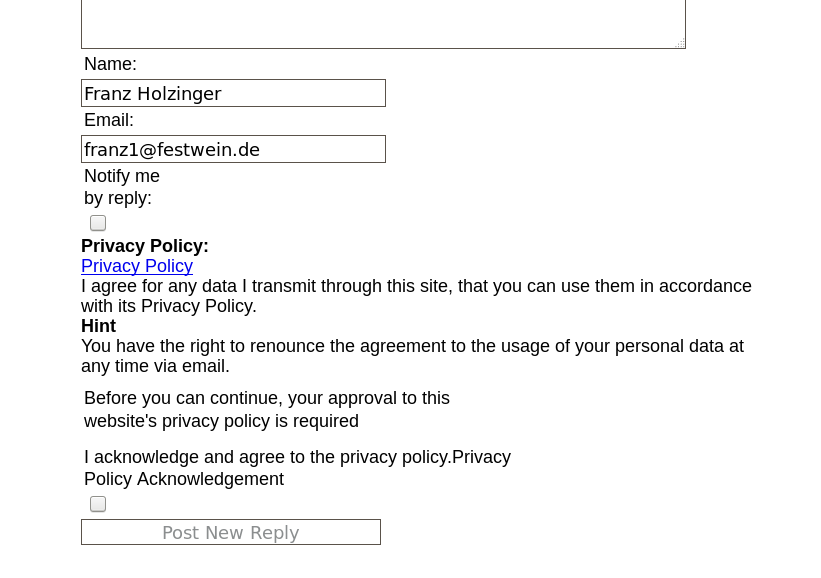 Name:
Franz Holzinger
Email:
franz1@festwein.de
Notify me
by reply:
Privacy Policy:
Privacy Policy
I agree for any data I transmit through this site, that you can use them in accordance
with its Privacy Policy.
Hint
You have the right to renounce the agreement to the usage of your personal data at
any time via email.
Before you can continue, your approval to this
website's privacy policy is required
I acknowledge and agree to the privacy policy.Privacy
Policy Acknowledgement
Post New Reply